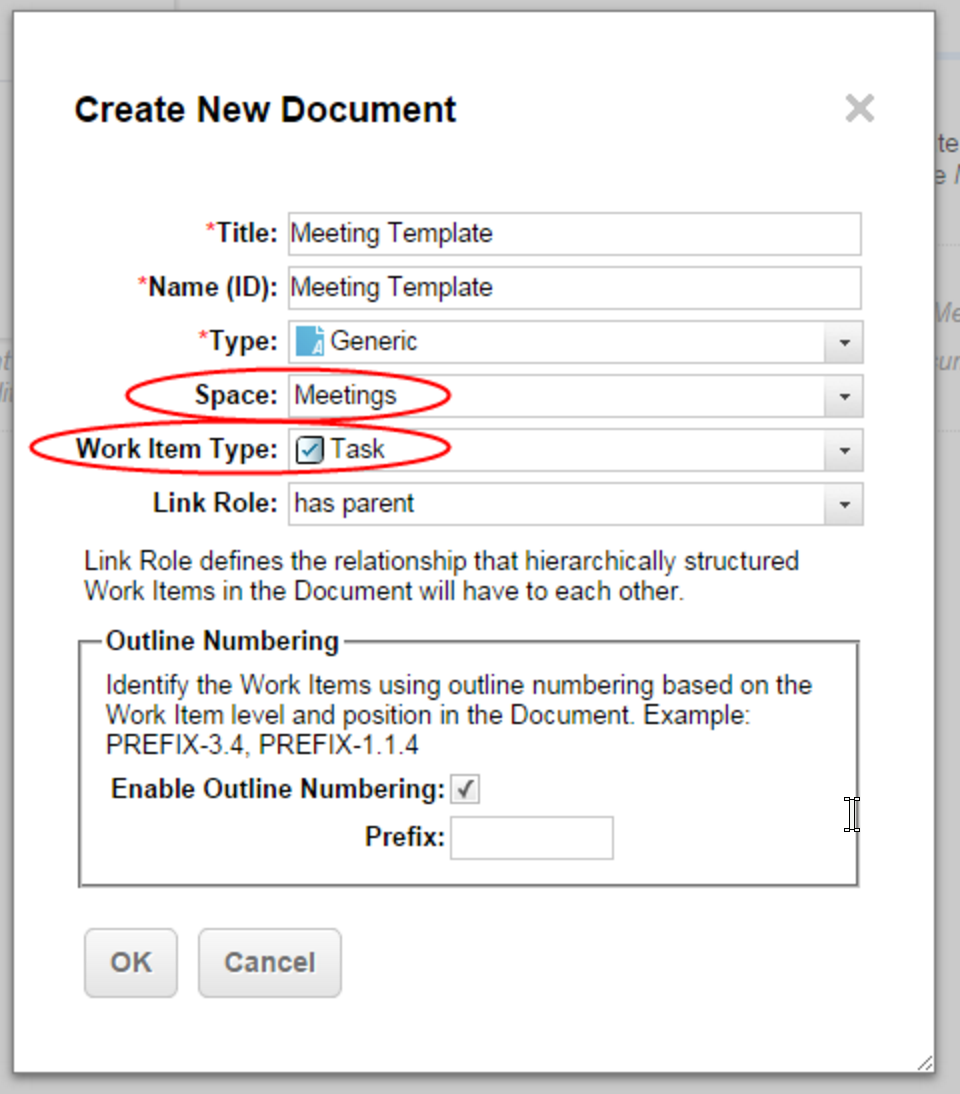 Create New Document
*Title: Meeting Template
*Name (ID): Meeting Template
*Type: Generic
Space: Meetings
Work Item Type: Task
Link Role: has parent
Link Role defines the relationship that hierarchically structured
Work Items in the Document will have to each other.
Outline Numbering
Identify the Work Items using outline numbering based on the
Work Item level and position in the Document. Example:
PREFIX-3.4, PREFIX-1.1.4
Enable Outline Numbering:
Prefix:
OK Cancel